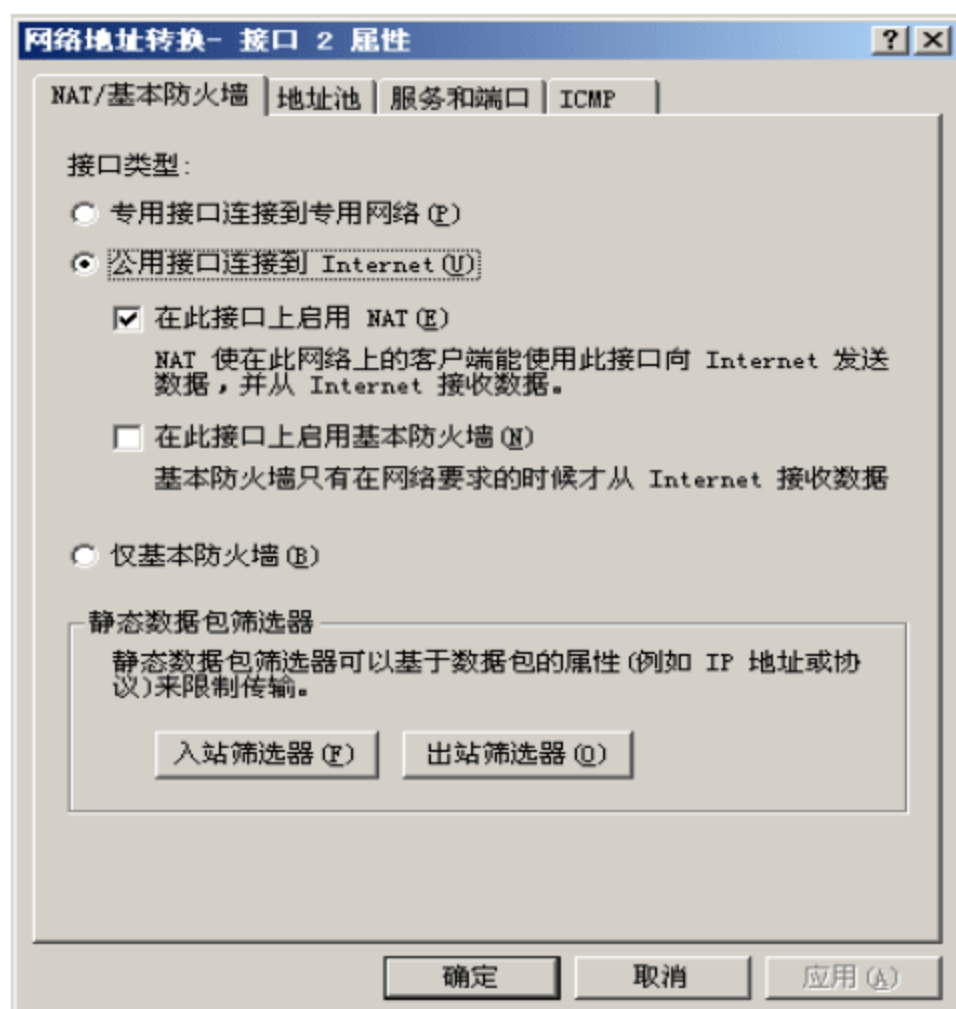 网络地址转换- 接口 2 属性
NAT/基本防火墙 地址池 服务和端口 ICMP
接口类型:
专用接口连接到专用网络(P)
公用接口连接到 Internet(U)
在此接口上启用 NAT(E)
NAT 使在此网络上的客户端能使用此接口向 Internet 发送
数据，并从 Internet 接收数据。
在此接口上启用基本防火墙(N)
基本防火墙只有在网络要求的时候才从 Internet 接收数据
仅基本防火墙(B)
静态数据包筛选器
静态数据包筛选器可以基于数据包的属性(例如 IP 地址或协
议)来限制传输。
入站筛选器(F) 出站筛选器(O)
确定 取消 应用(A)